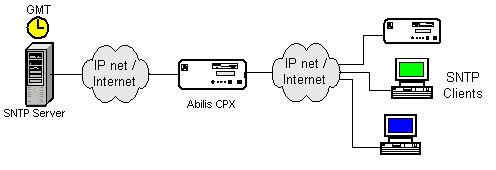 GMT
SNTP Server
IP net /
Internet
Abilis CPX
IP net /
Internet
SNTP
Clients